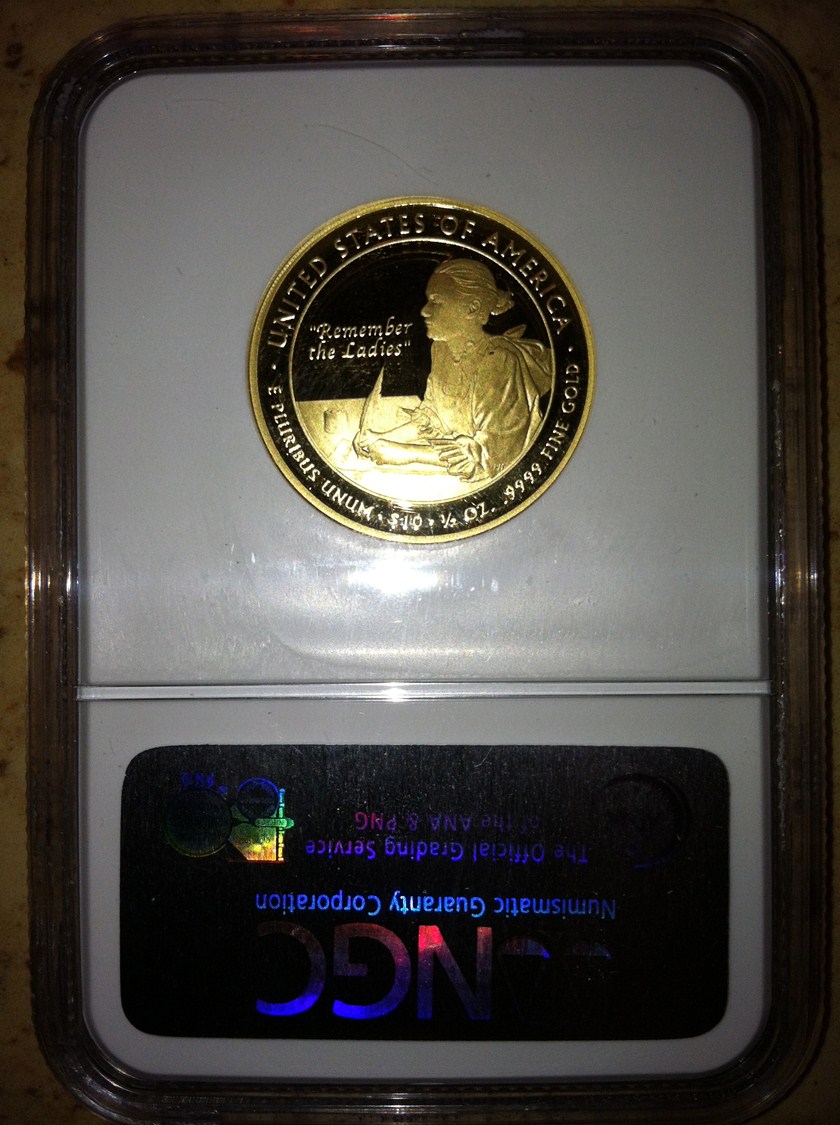 UNITED STATES OF AMERICA
"Remember
the Ladies"
E PLURIBUS UNUM · $10 · ½ OZ. .9999 FINE GOLD
NGC
Numismatic Guaranty Corporation
The Official Grading Service
of the ANA & PNG